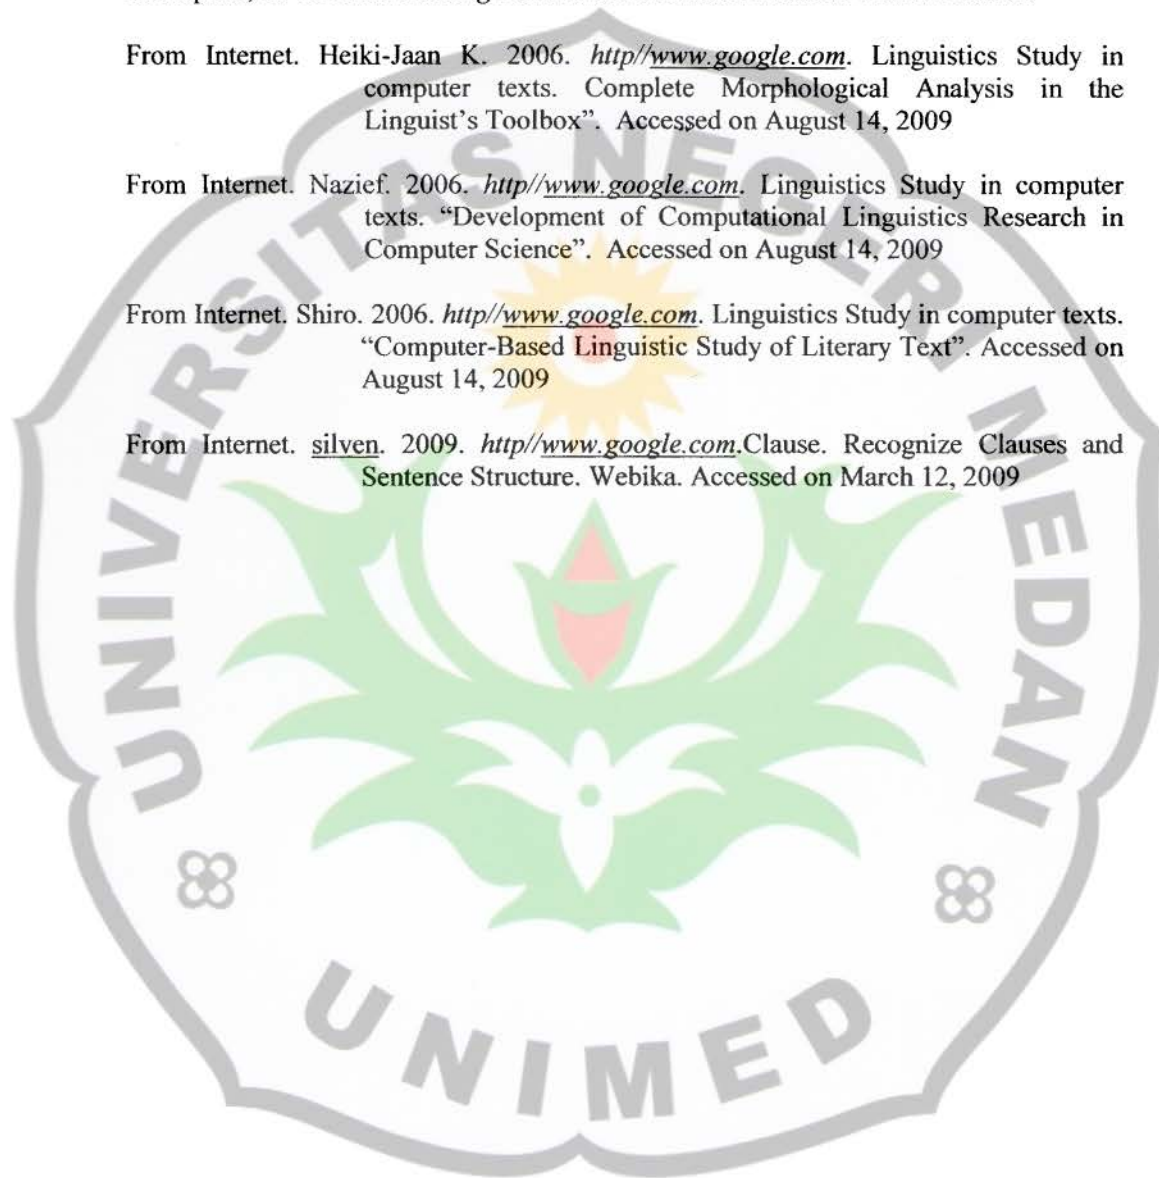 From Internet. Heiki-Jaan K. 2006. http//www.google.com. Linguistics Study in
computer texts. Complete Morphological Analysis in the
Linguist's Toolbox”. Accessed on August 14, 2009
From Internet. Nazief. 2006. http//www.google.com. Linguistics Study in computer
texts. “Development of Computational Linguistics Research in
Computer Science”. Accessed on August 14, 2009
From Internet. Shiro. 2006. http//www.google.com. Linguistics Study in computer texts.
“Computer-Based Linguistic Study of Literary Text”. Accessed on
August 14, 2009
From Internet. silven. 2009. http//www.google.com.Clause. Recognize Clauses and
Sentence Structure. Webika. Accessed on March 12, 2009
UNIVERSITAS NEGERI MEDAN
UNIMED